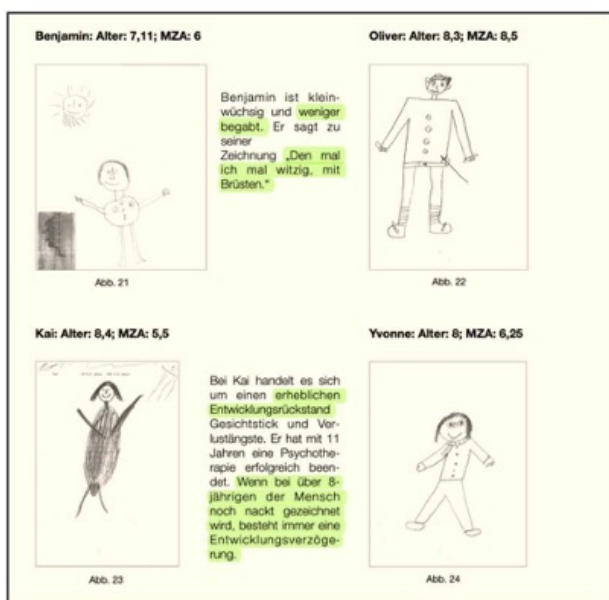 Benjamin: Alter: 7,11; MZA: 6
Oliver: Alter: 8,3; MZA: 8,5
Benjamin ist klein-
wüchsig und weniger
begabt. Er sagt zu
seiner
Zeichnung „Den mal
ich mal witzig, mit
Brüsten."
Abb. 21
Abb. 22
Kai: Alter: 8,4; MZA: 5,5
Yvonne: Alter: 8; MZA: 6,25
Bei Kai handelt es sich
um einen erheblichen
Entwicklungsrückstand
Gesichtstick und Ver-
lustängste. Er hat mit 11
Jahren eine Psychothe-
rapie erfolgreich been-
det. Wenn bei über 8-
jährigen der Mensch
noch nackt gezeichnet
wird, besteht immer eine
Entwicklungsverzöge-
rung.
Abb. 23
Abb. 24